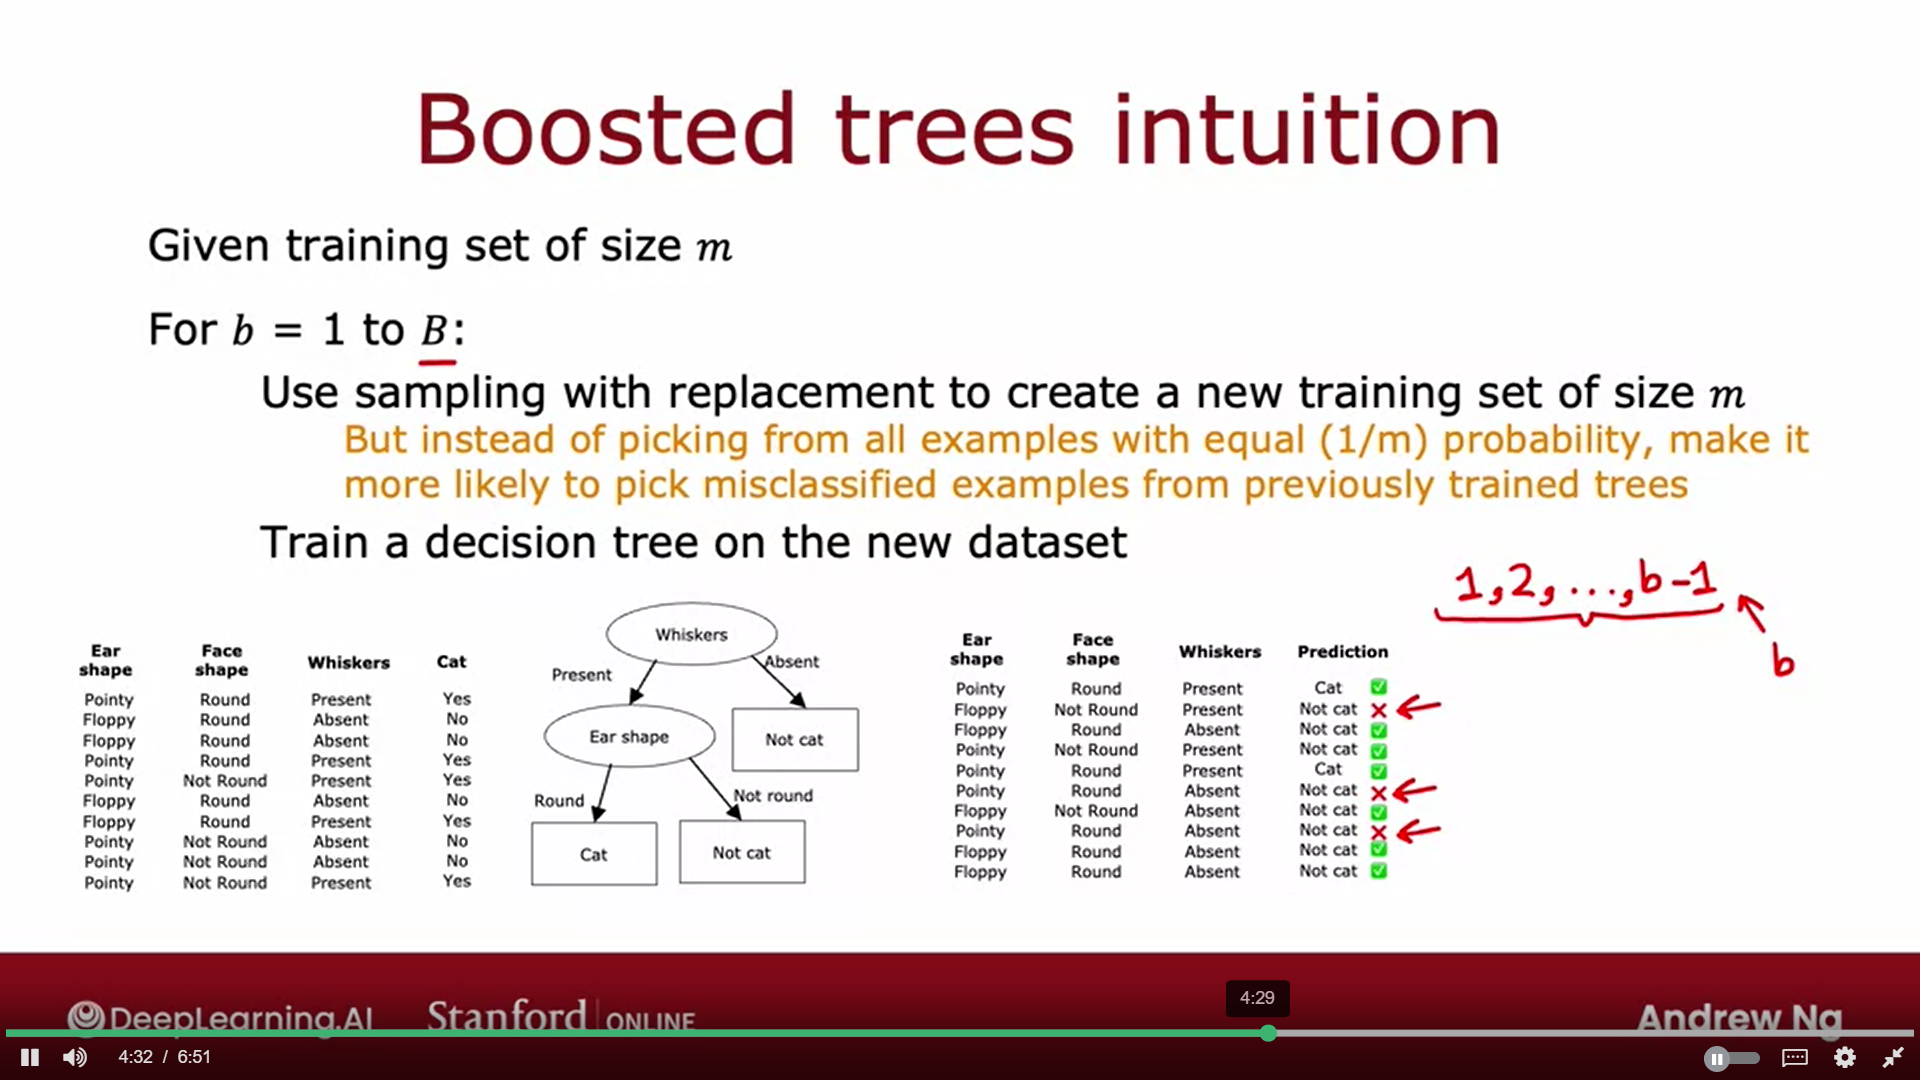 Boosted trees intuition
Given training set of size m
For b = 1 to B:
Use sampling with replacement to create a new training set of size m
But instead of picking from all examples with equal (1/m) probability, make it
more likely to pick misclassified examples from previously trained trees
Train a decision tree on the new dataset
1, 2, ..., b-1
b
Ear shape Face shape Whiskers Cat
Pointy Round Present Yes
Floppy Round Absent No
Floppy Round Absent No
Pointy Round Present Yes
Pointy Not Round Present Yes
Floppy Round Absent No
Floppy Round Present Yes
Pointy Not Round Absent No
Pointy Not Round Absent No
Pointy Not Round Present Yes
Whiskers
Present
Absent
Ear shape
Not cat
Round
Not round
Cat
Not cat
Ear shape Face shape Whiskers Prediction
Pointy Round Present Cat ✅
Floppy Not Round Present Not cat ❌
Floppy Round Absent Not cat ✅
Pointy Not Round Present Not cat ✅
Pointy Round Present Cat ✅
Pointy Round Absent Not cat ❌
Floppy Not Round Absent Not cat ✅
Pointy Round Absent Not cat ❌
Floppy Round Absent Not cat ✅
Floppy Round Absent Not cat ✅
DeepLearning.AI Stanford ONLINE Andrew Ng
4:29
4:32 / 6:51